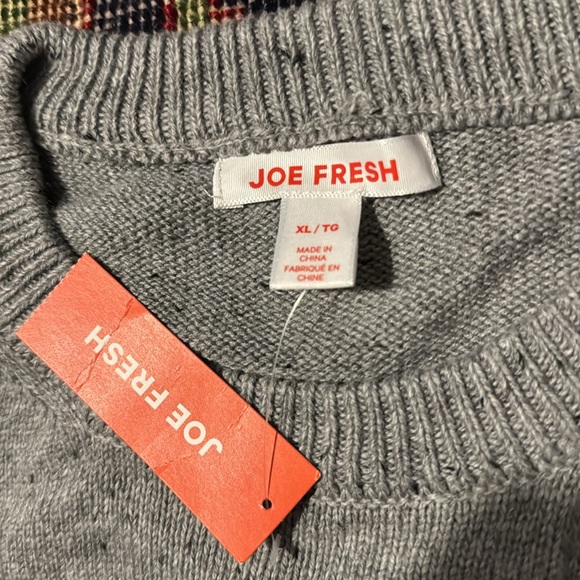 JOE FRESH
XL / TG
MADE IN
CHINA
FABRIQUÉ EN
CHINE
JOE FRESH